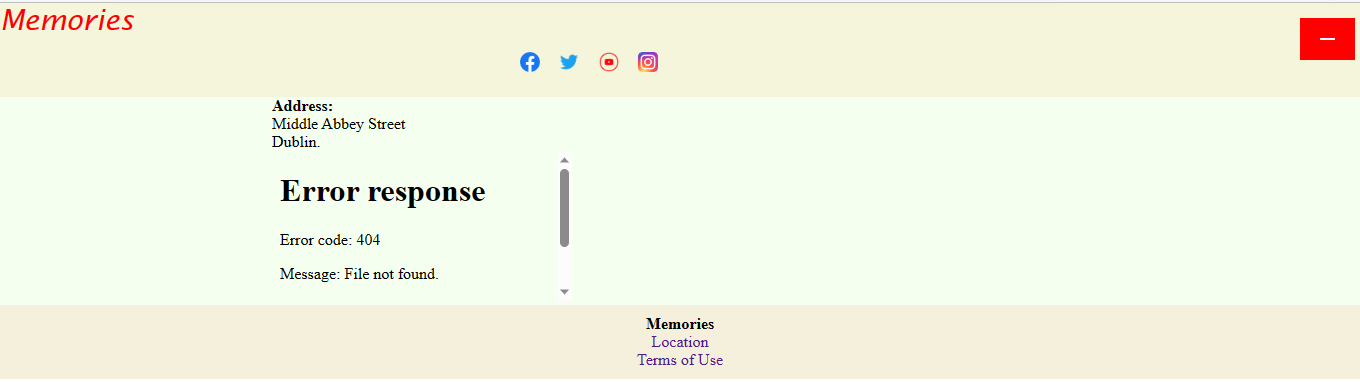 Memories
Address:
Middle Abbey Street
Dublin.
Error response
Error code: 404
Message: File not found.
Memories
Location
Terms of Use